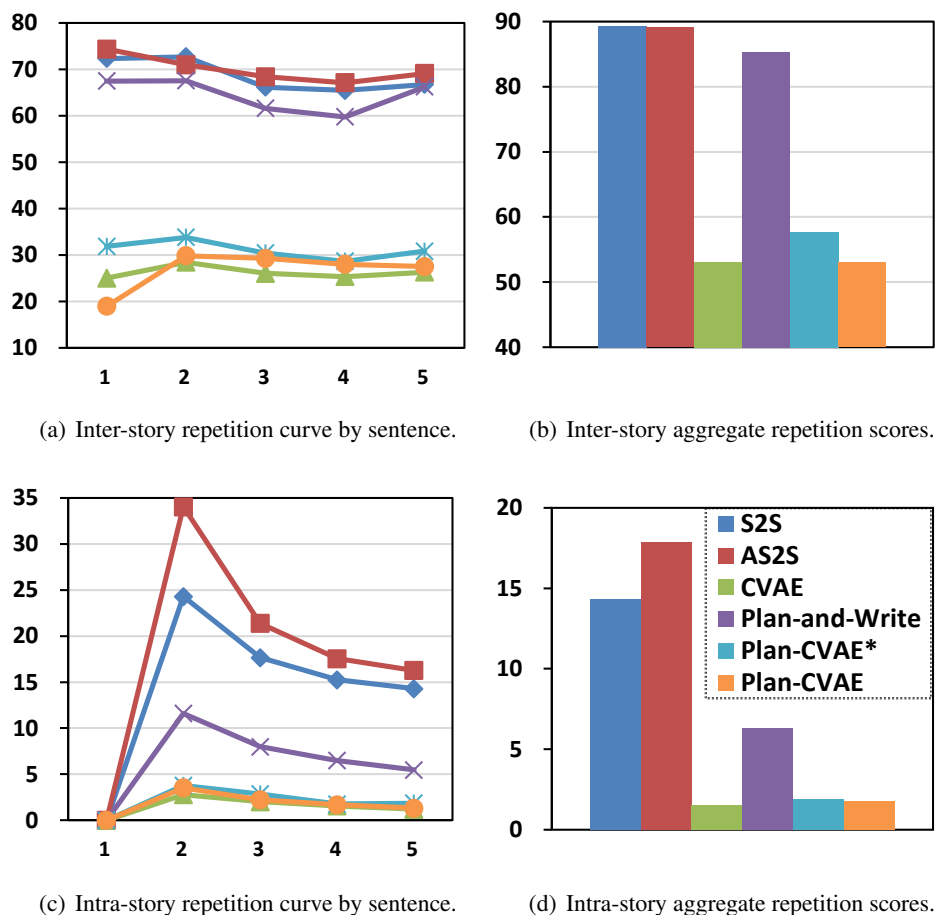 80
70
60
50
40
30
20
10
1 2 3 4 5
(a) Inter-story repetition curve by sentence.
90
80
90
60
50
40
(b) Inter-story aggregate repetition scores.
35
30
25
20
15
10
5
0
1 2 3 4 5
(c) Intra-story repetition curve by sentence.
20
15
10
5
0
S2S
AS2S
CVAE
Plan-and-Write
Plan-CVAE*
Plan-CVAE
(d) Intra-story aggregate repetition scores.